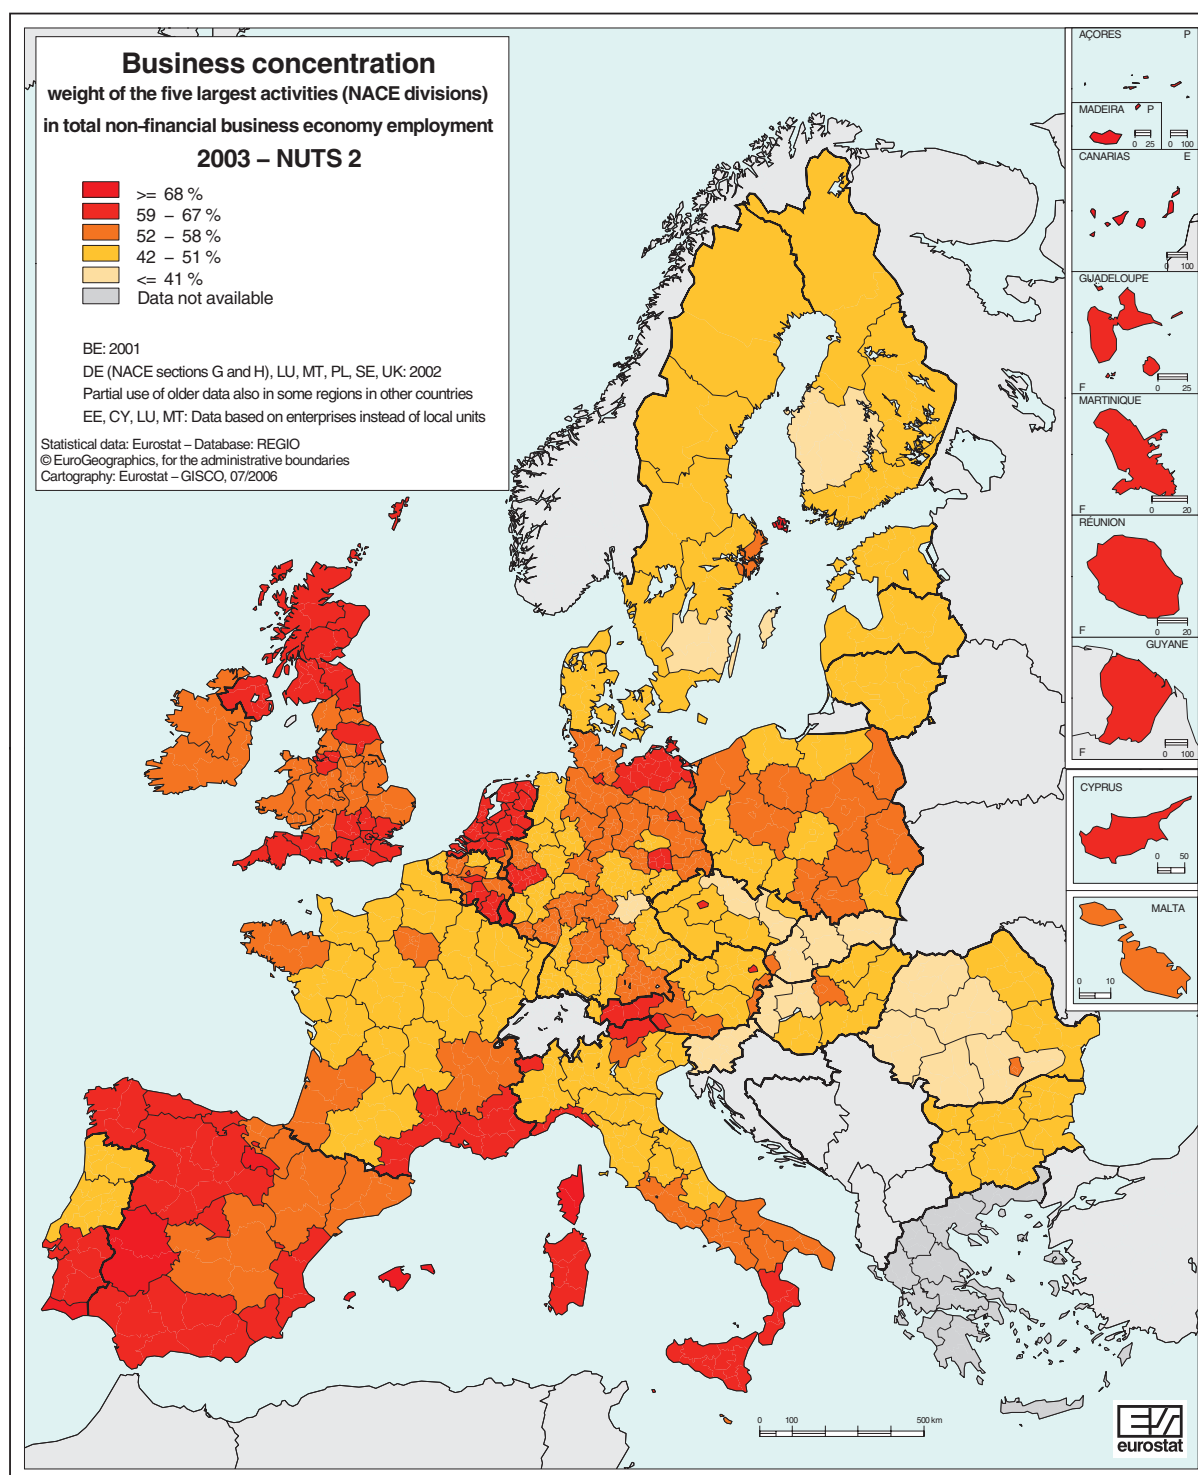 Business concentration
weight of the five largest activities (NACE divisions)
in total non-financial business economy employment
2003 – NUTS 2
>= 68 %
59 – 67 %
52 – 58 %
42 – 51 %
<= 41 %
Data not available
BE: 2001
DE (NACE sections G and H), LU, MT, PL, SE, UK: 2002
Partial use of older data also in some regions in other countries
EE, CY, LU, MT: Data based on enterprises instead of local units
Statistical data: Eurostat – Database: REGIO
© EuroGeographics, for the administrative boundaries
Cartography: Eurostat – GISCO, 07/2006
AÇORES P
MADEIRA P
0 25
0 100
CANARIAS E
0 100
GUADELOUPE
F
0 25
MARTINIQUE
F
0 20
RÉUNION
F
0 20
GUYANE
F
0 100
CYPRUS
0 50
MALTA
0 10
0 100 500 km
eurostat